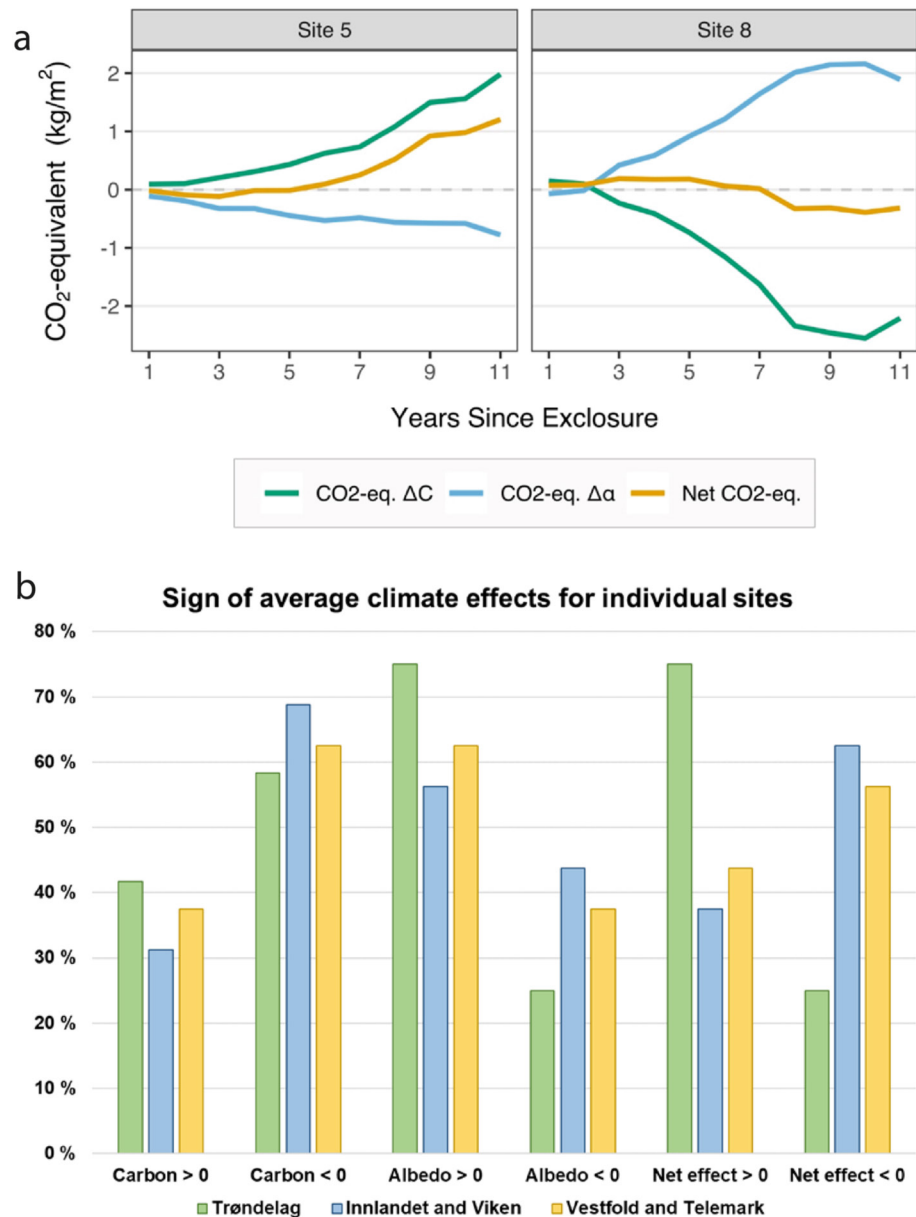 a
Site 5
Site 8
CO₂-equivalent (kg/m²)
2
1
0
-1
-2
1 3 5 7 9 11
1 3 5 7 9 11
Years Since Exclosure
CO2-eq. ΔC CO2-eq. Δα Net CO2-eq.
b
Sign of average climate effects for individual sites
80 %
70 %
60 %
50 %
40 %
30 %
20 %
10 %
0 %
Carbon > 0 Carbon < 0 Albedo > 0 Albedo < 0 Net effect > 0 Net effect < 0
Trøndelag Innlandet and Viken Vestfold and Telemark